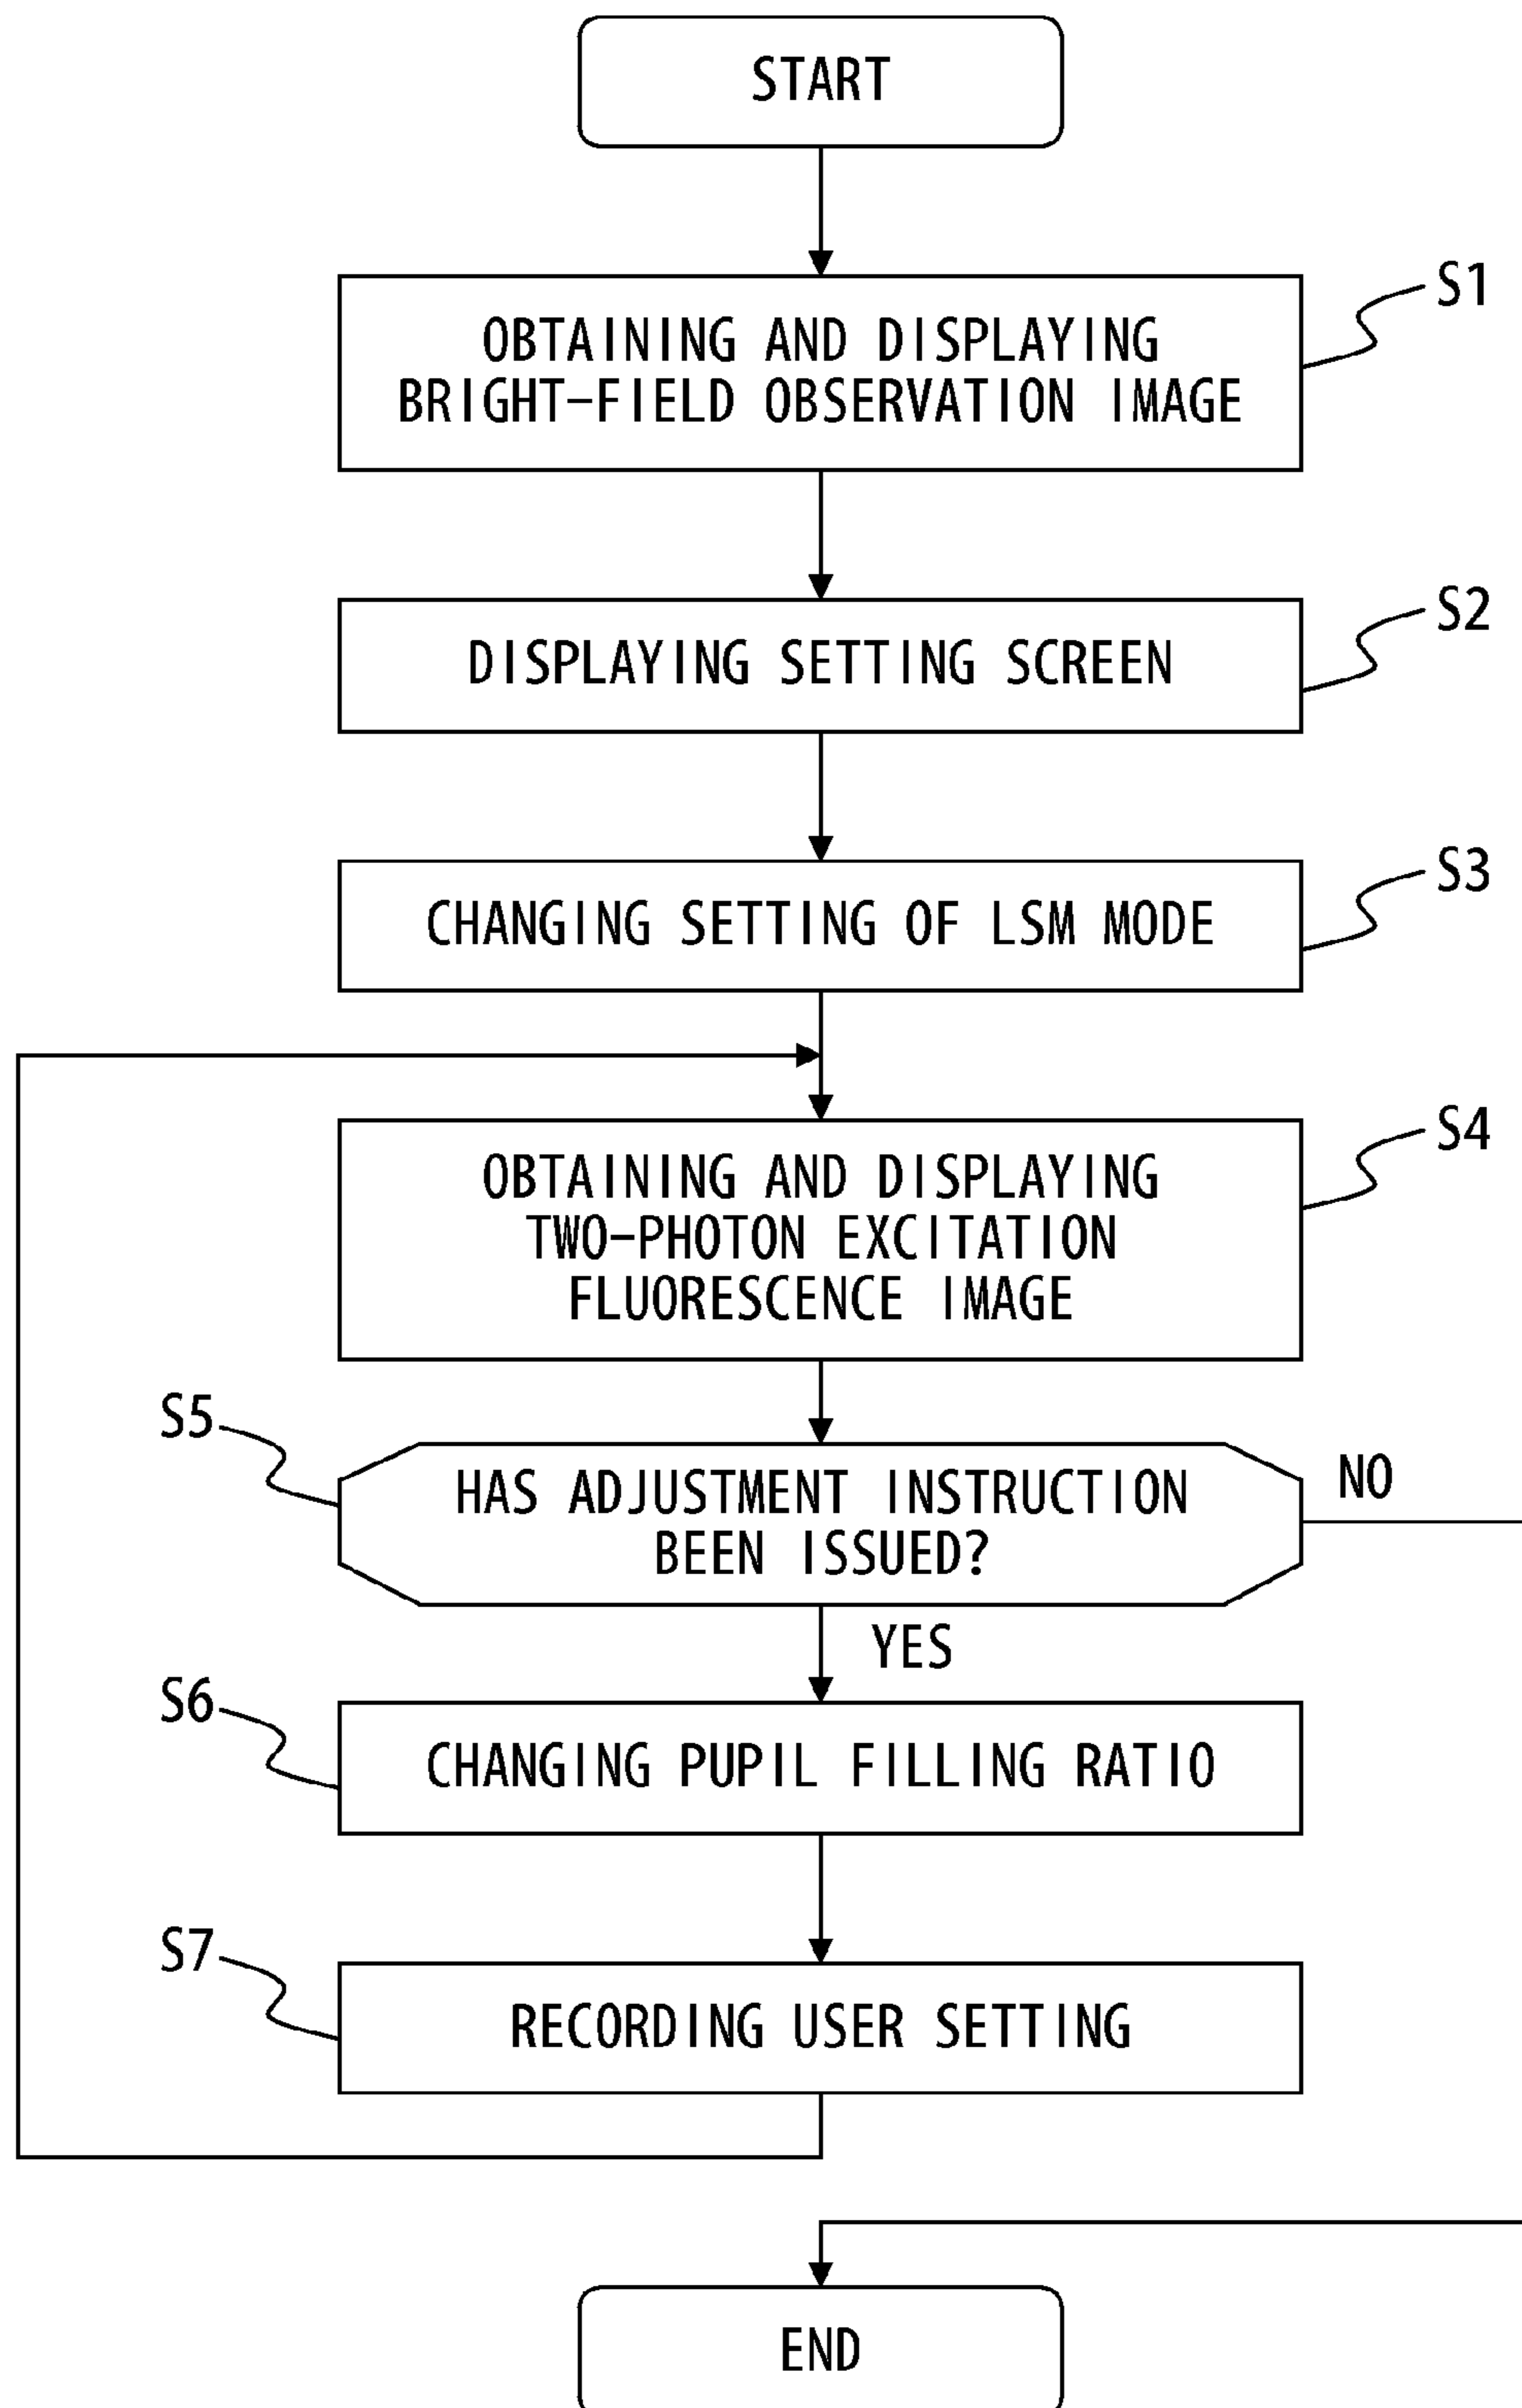 START
S1
OBTAINING AND DISPLAYING
BRIGHT-FIELD OBSERVATION IMAGE
S2
DISPLAYING SETTING SCREEN
S3
CHANGING SETTING OF LSM MODE
S4
OBTAINING AND DISPLAYING
TWO-PHOTON EXCITATION
FLUORESCENCE IMAGE
S5
HAS ADJUSTMENT INSTRUCTION
BEEN ISSUED?
NO
YES
S6
CHANGING PUPIL FILLING RATIO
S7
RECORDING USER SETTING
END